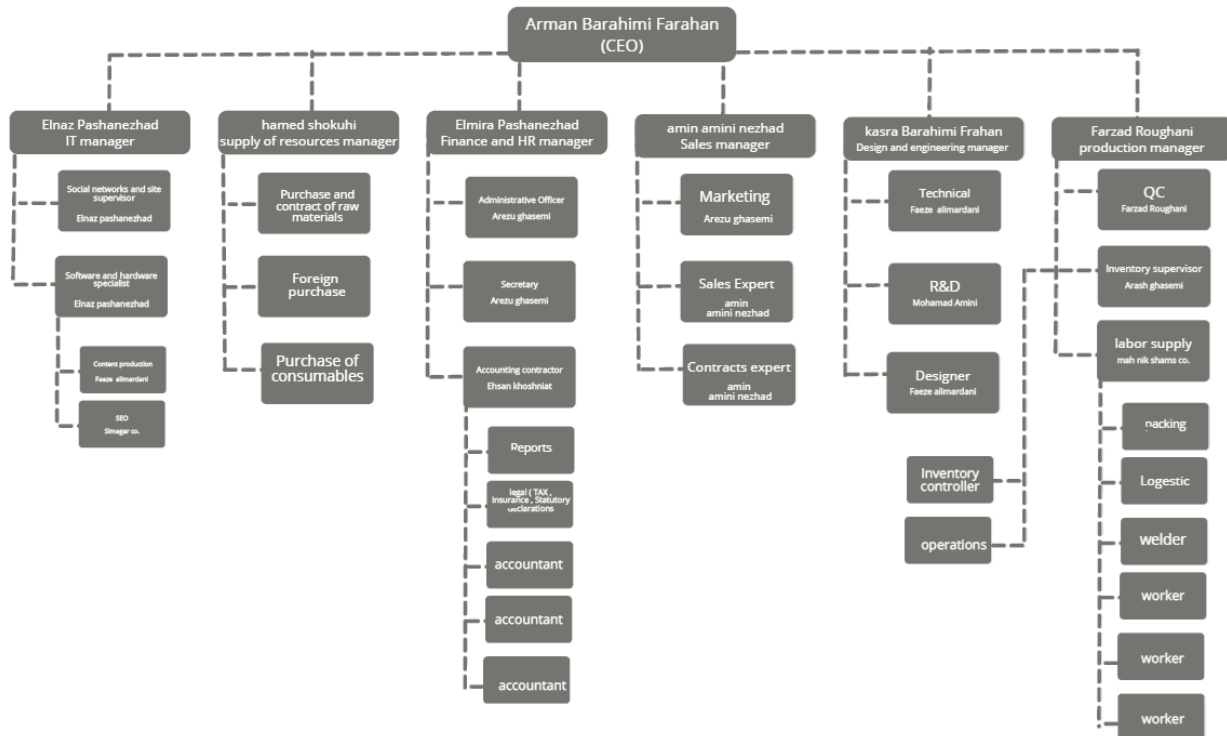 Arman Barahimi Farahan
(CEO)
Elnaz Pashanezhad
IT manager
Social networks and site
supervisor
Elnaz pashanezhad
Software and hardware
specialist
Elnaz pashanezhad
Content production
Faeze alimardani
SEO
Simagar co.
hamed shokuhi
supply of resources manager
Purchase and
contract of raw
materials
Foreign
purchase
Purchase of
consumables
Elmira Pashanezhad
Finance and HR manager
Administrative Officer
Arezu ghasemi
Secretary
Arezu ghasemi
Accounting contractor
Ehsan khoshniat
Reports
legal ( TAX ,
insurance , Statutory
declarations
accountant
accountant
accountant
amin amini nezhad
Sales manager
Marketing
Arezu ghasemi
Sales Expert
amin
amini nezhad
Contracts expert
amin
amini nezhad
kasra Barahimi Frahan
Design and engineering manager
Technical
Faeze alimardani
R&D
Mohamad Amini
Designer
Faeze alimardani
Farzad Roughani
production manager
QC
Farzad Roughani
Inventory supervisor
Arash ghasemi
Inventory
controller
operations
labor supply
mah nik shams co.
packing
Logestic
welder
worker
worker
worker